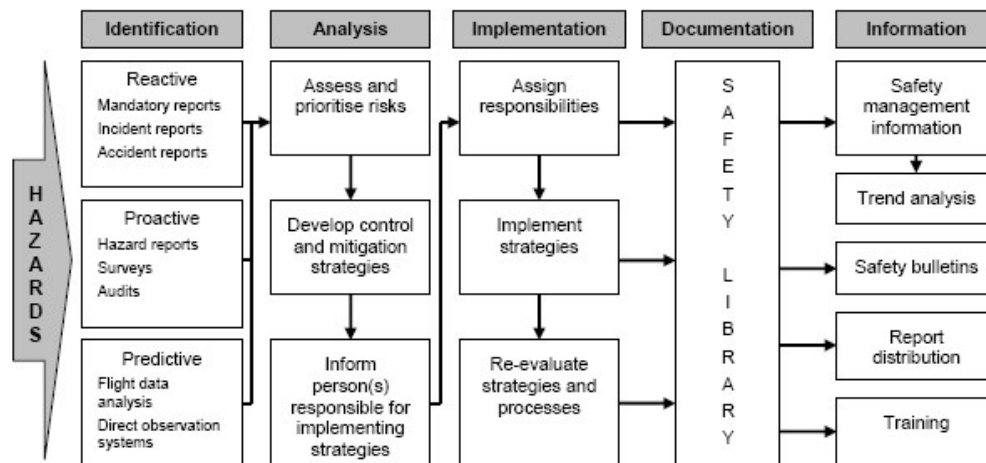 Identification
Analysis
Implementation
Documentation
Information
HAZARDS
Reactive
Mandatory reports
Incident reports
Accident reports
Proactive
Hazard reports
Surveys
Audits
Predictive
Flight data
analysis
Direct observation
systems
Assess and
prioritise risks
Develop control
and mitigation
strategies
Inform
person(s)
responsible for
implementing
strategies
Assign
responsibilities
Implement
strategies
Re-evaluate
strategies and
processes
SAFETY LIBRARY
Safety
management
information
Trend analysis
Safety bulletins
Report
distribution
Training